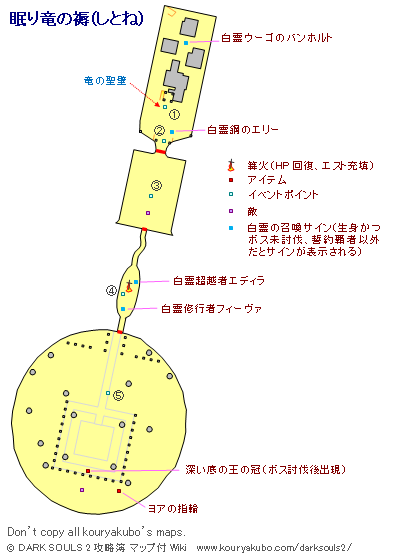 眠り竜の褥(しとね)
白霊ウーゴのバンホルト
竜の聖壁
①
②
白霊鋼のエリー
篝火(HP回復、エスト充填)
アイテム
③
イベントポイント
敵
白霊の召喚サイン(生身かつ
ボス未討伐、誓約覇者以外
だとサインが表示される)
白霊超越者エディラ
④
白霊修行者フィーヴァ
⑤
深い底の王の冠(ボス討伐後出現)
ヨアの指輪
Don't copy all kouryakubo's maps.
© DARK SOULS 2 攻略簿 マップ付 Wiki www.kouryakubo.com/darksouls2/